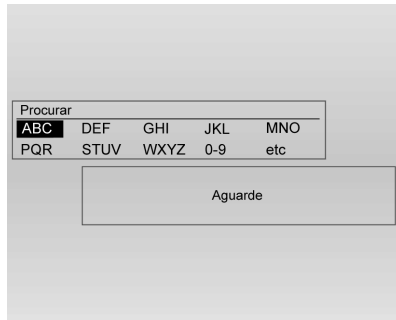 Procurar
ABC DEF GHI JKL MNO
PQR STUV WXYZ 0-9 etc
Aguarde